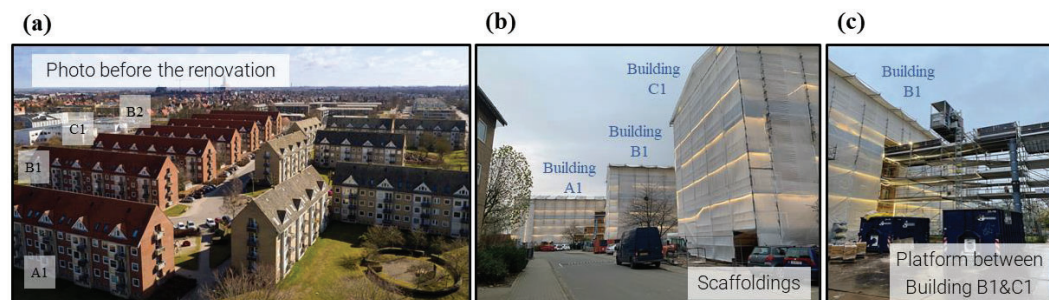 (a)
Photo before the renovation
B2
C1
B1
A1
(b)
Building
C1
Building
B1
Building
A1
Scaffoldings
(c)
Building
B1
Platform between
Building B1&C1